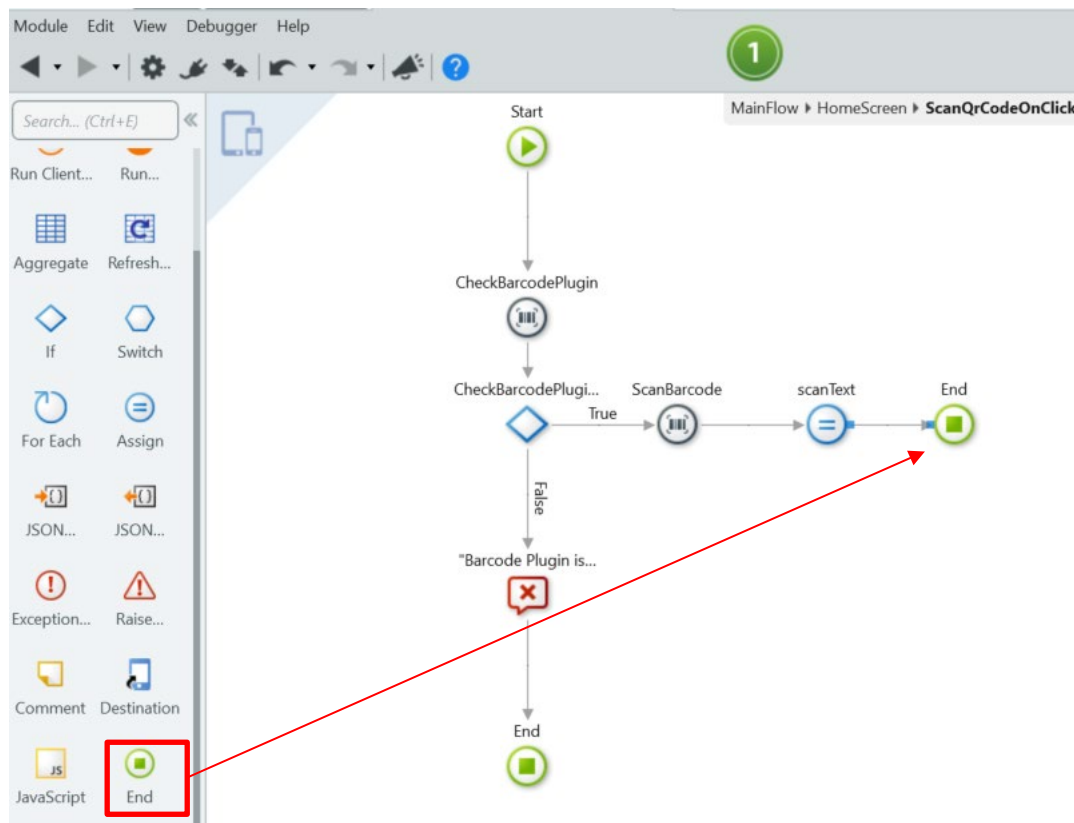 Module Edit View Debugger Help
1
Search... (Ctrl+E)
MainFlow HomeScreen ScanQrCodeOnClick
Run Client... Run...
Aggregate Refresh...
If Switch
For Each Assign
JSON... JSON...
Exception... Raise...
Comment Destination
JS
JavaScript End
Start
CheckBarcodePlugin
CheckBarcodePlugi... ScanBarcode scanText End
True
False
"Barcode Plugin is...
End